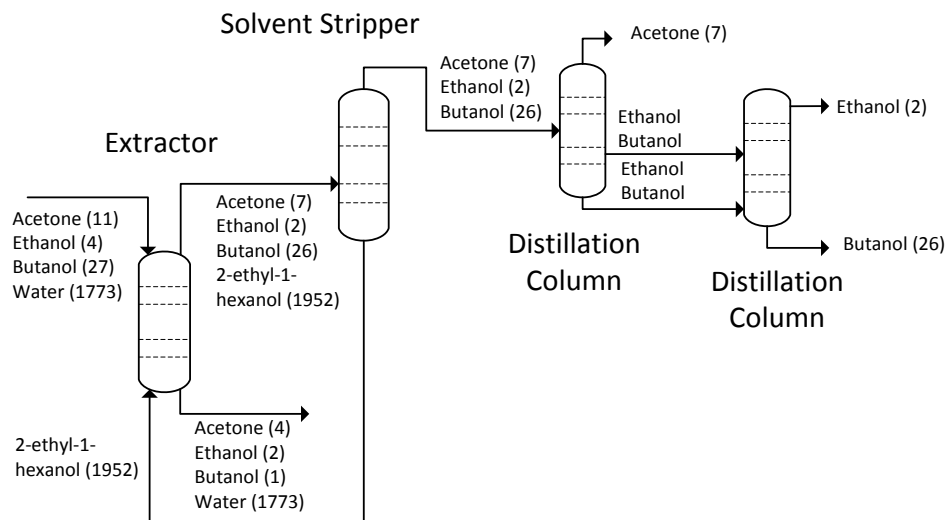 Solvent Stripper
Acetone (7)
Acetone (7)
Ethanol (2)
Butanol (26)
Ethanol
Butanol
Ethanol (2)
Extractor
Ethanol
Butanol
Acetone (11)
Ethanol (4)
Butanol (27)
Water (1773)
Acetone (7)
Ethanol (2)
Butanol (26)
2-ethyl-1-
hexanol (1952)
Distillation
Column
Butanol (26)
Distillation
Column
2-ethyl-1-
hexanol (1952)
Acetone (4)
Ethanol (2)
Butanol (1)
Water (1773)